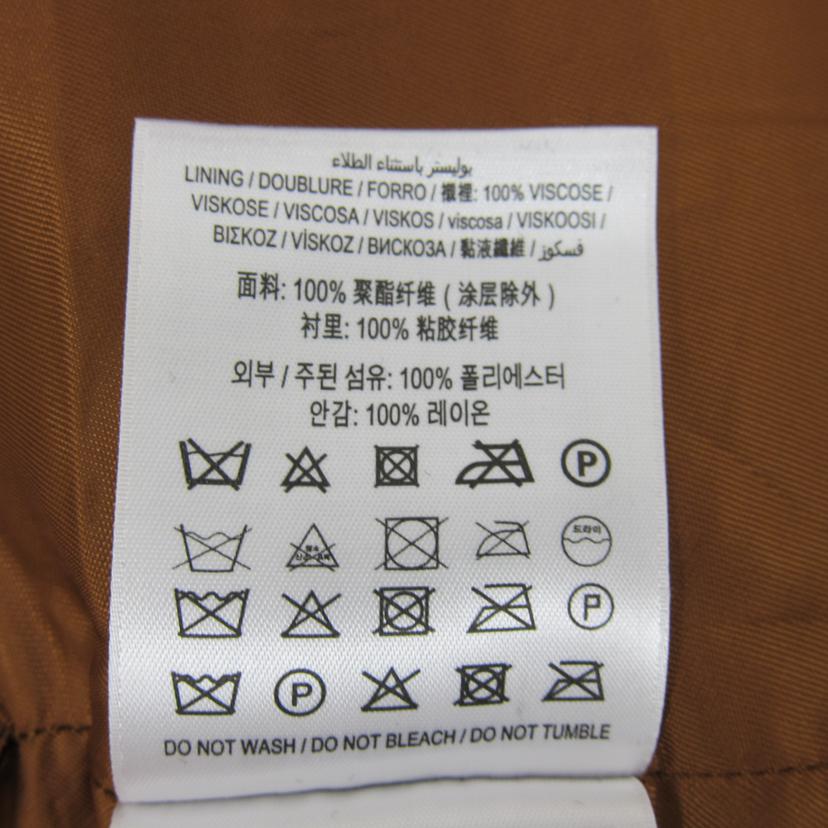 بوليستر باستثناء الطلاء
LINING / DOUBLURE / FORRO / 襯裡: 100% VISCOSE /
VISKOSE / VISCOSA / VISKOS / viscosa / VISKOOSI /
ΒΙΣΚΟΖ / VİSKOZ / ВИСКОЗА / 黏液纖維 / فسكوز
面料: 100% 聚酯纤维 ( 涂层除外 )
衬里: 100% 粘胶纤维
외부 / 주된 섬유: 100% 폴리에스터
안감: 100% 레이온
P
드라이
P
P
DO NOT WASH / DO NOT BLEACH / DO NOT TUMBLE